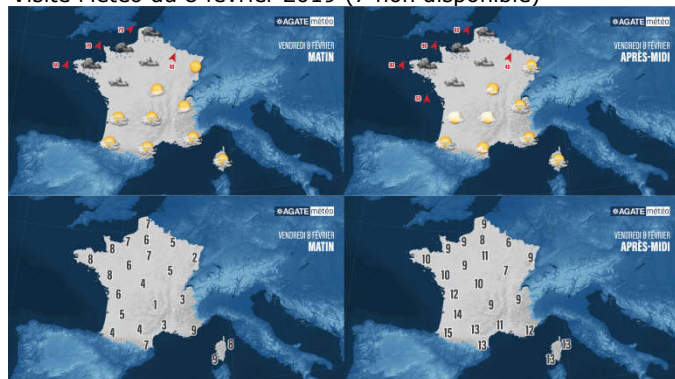 Visite Météo du 8 février 2019 (7 non disponible)
AGATE météo
VENDREDI 8 FÉVRIER
MATIN
AGATE météo
VENDREDI 8 FÉVRIER
APRÈS-MIDI
AGATE météo
VENDREDI 8 FÉVRIER
MATIN
7
7 6 5
8 7
8 6 2
8 5
6 4 3
5 1
4 4 3 9
7
8
9
AGATE météo
VENDREDI 8 FÉVRIER
APRÈS-MIDI
9
9 9 8 6
10 11 9
9
10 7
10
12 9
14 9
15 13 11 12
13
13
13